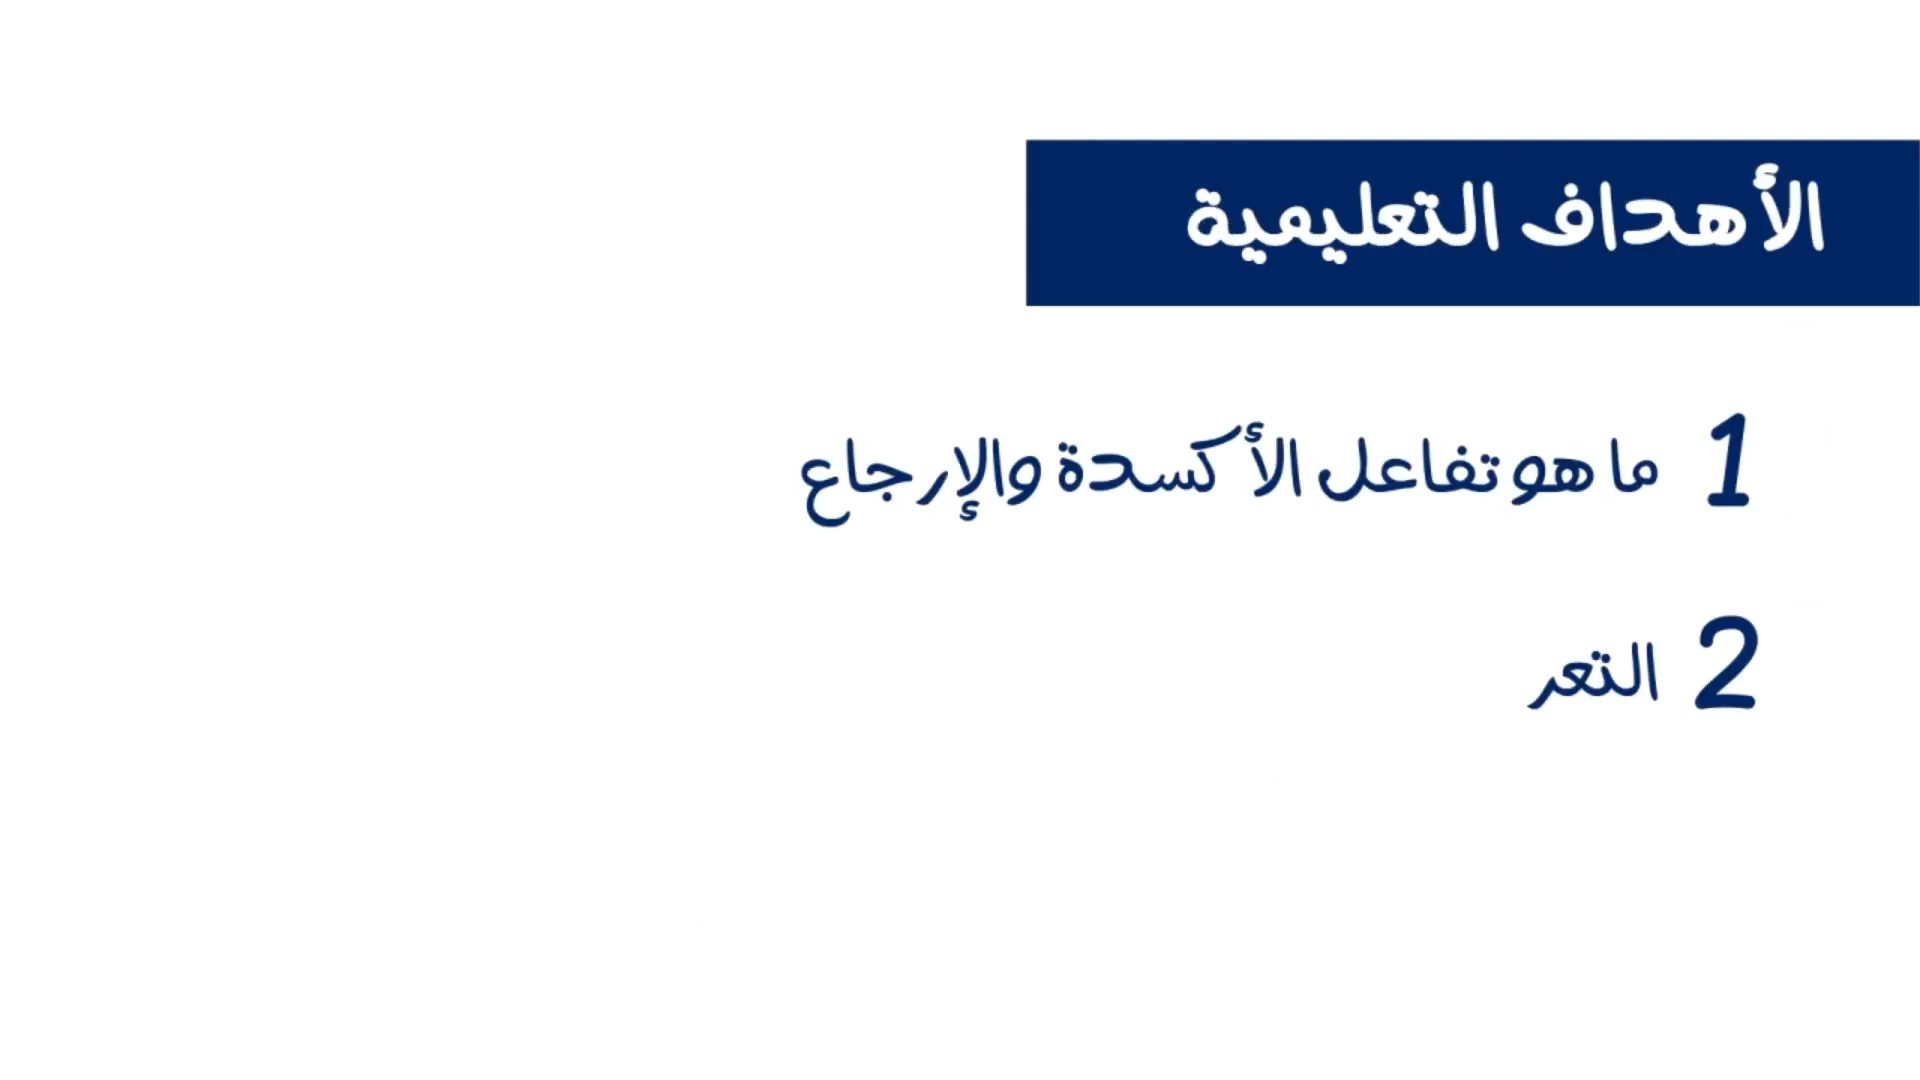 الأهداف التعليمية
1 ما هو تفاعل الأكسدة والإرجاع
2 التعر